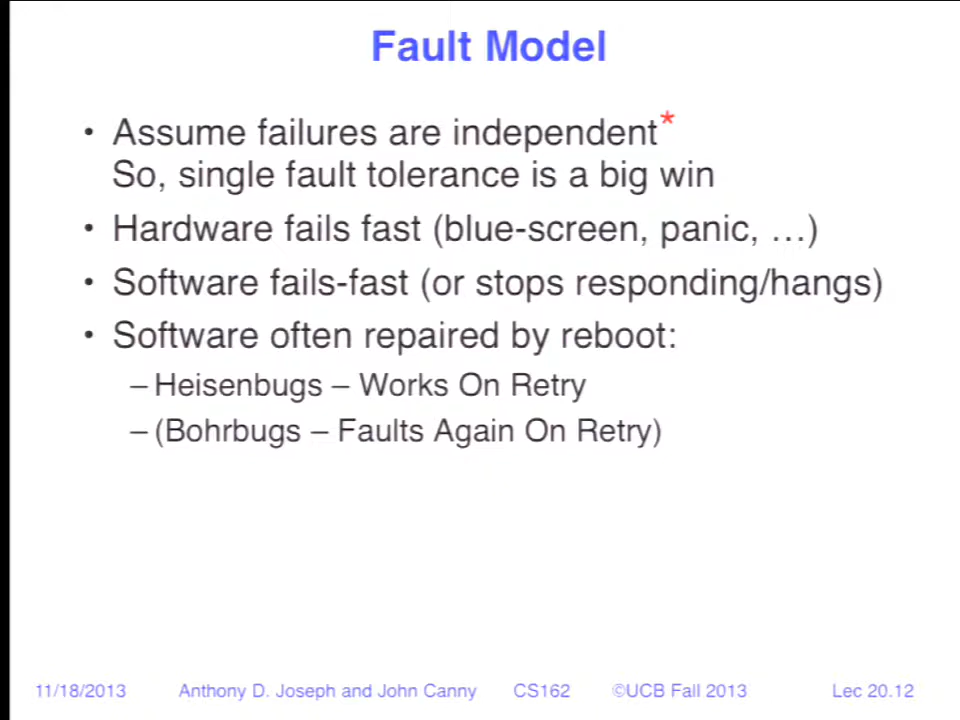 Fault Model
• Assume failures are independent*
So, single fault tolerance is a big win
• Hardware fails fast (blue-screen, panic, …)
• Software fails-fast (or stops responding/hangs)
• Software often repaired by reboot:
– Heisenbugs – Works On Retry
– (Bohrbugs – Faults Again On Retry)
11/18/2013 Anthony D. Joseph and John Canny CS162 ©UCB Fall 2013 Lec 20.12